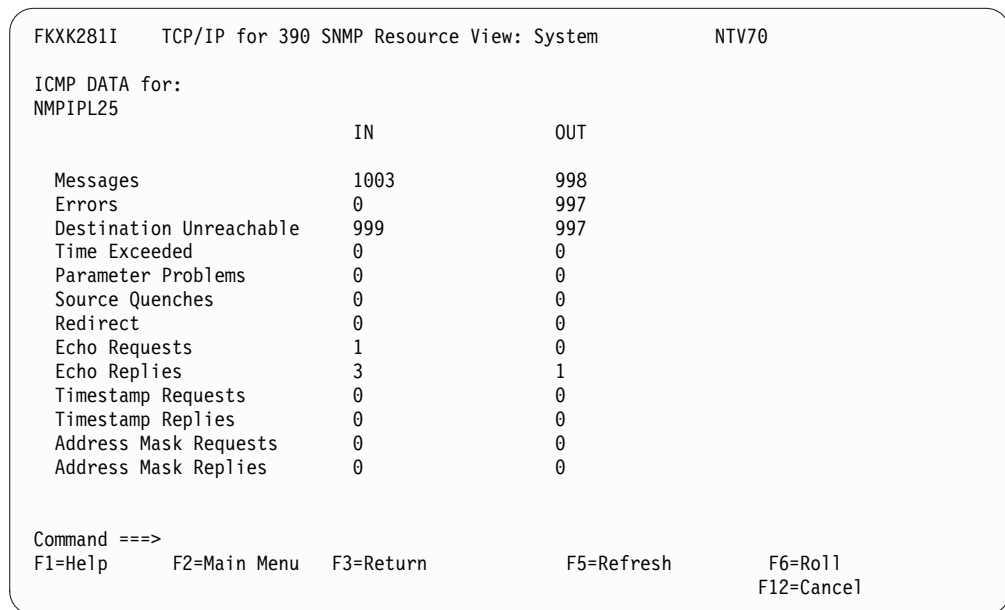 FKXK281I TCP/IP for 390 SNMP Resource View: System NTV70
ICMP DATA for:
NMPIPL25
IN OUT
Messages 1003 998
Errors 0 997
Destination Unreachable 999 997
Time Exceeded 0 0
Parameter Problems 0 0
Source Quenches 0 0
Redirect 0 0
Echo Requests 1 0
Echo Replies 3 1
Timestamp Requests 0 0
Timestamp Replies 0 0
Address Mask Requests 0 0
Address Mask Replies 0 0
Command ===>
F1=Help F2=Main Menu F3=Return F5=Refresh F6=Roll
F12=Cancel